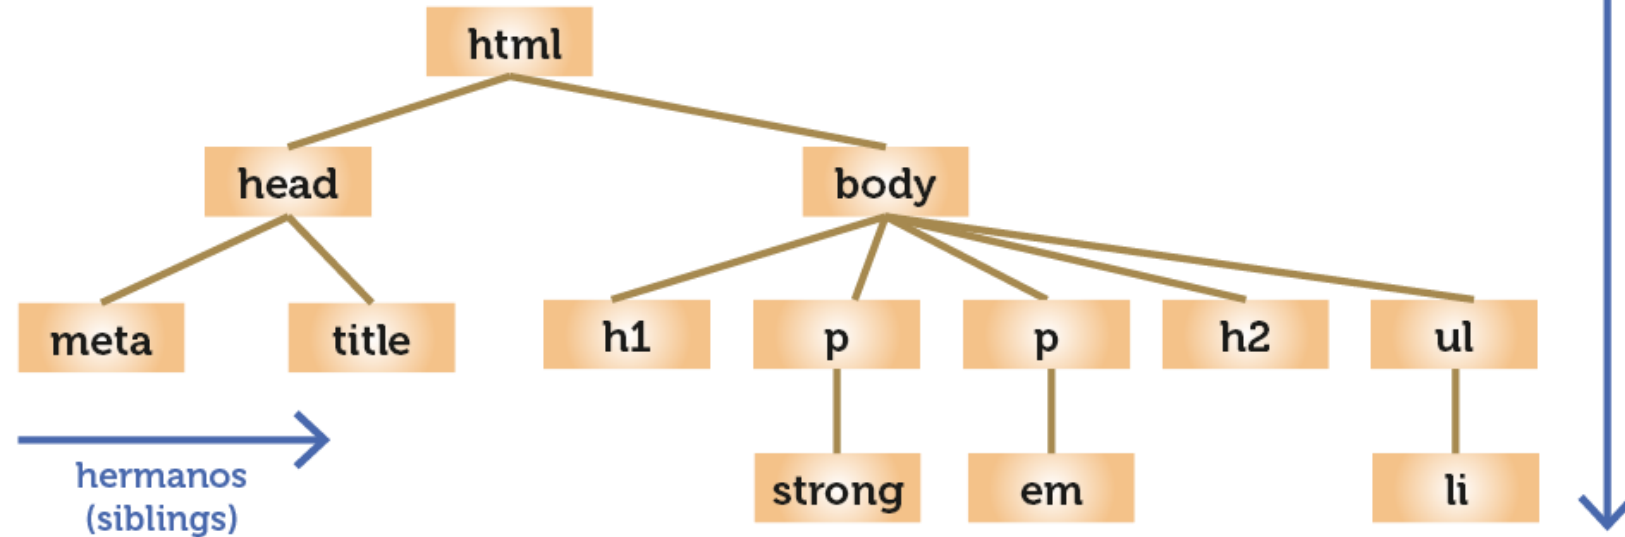 html
head
body
meta
title
h1
p
p
h2
ul
strong
em
li
hermanos
(siblings)